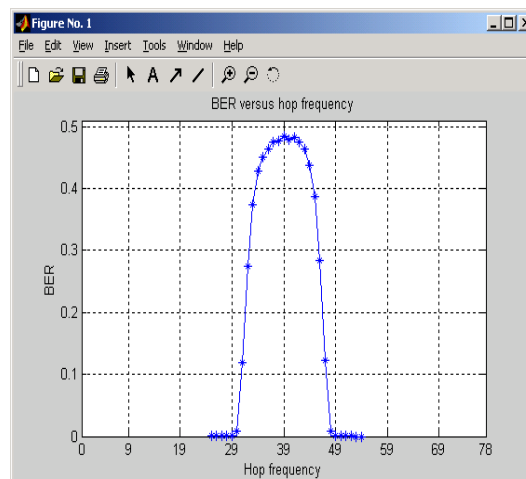 Figure No. 1
File Edit View Insert Tools Window Help
A
BER versus hop frequency
0.5
0.4
0.3
0.2
0.1
0
BER
0 9 19 29 39 49 59 68 78
Hop frequency